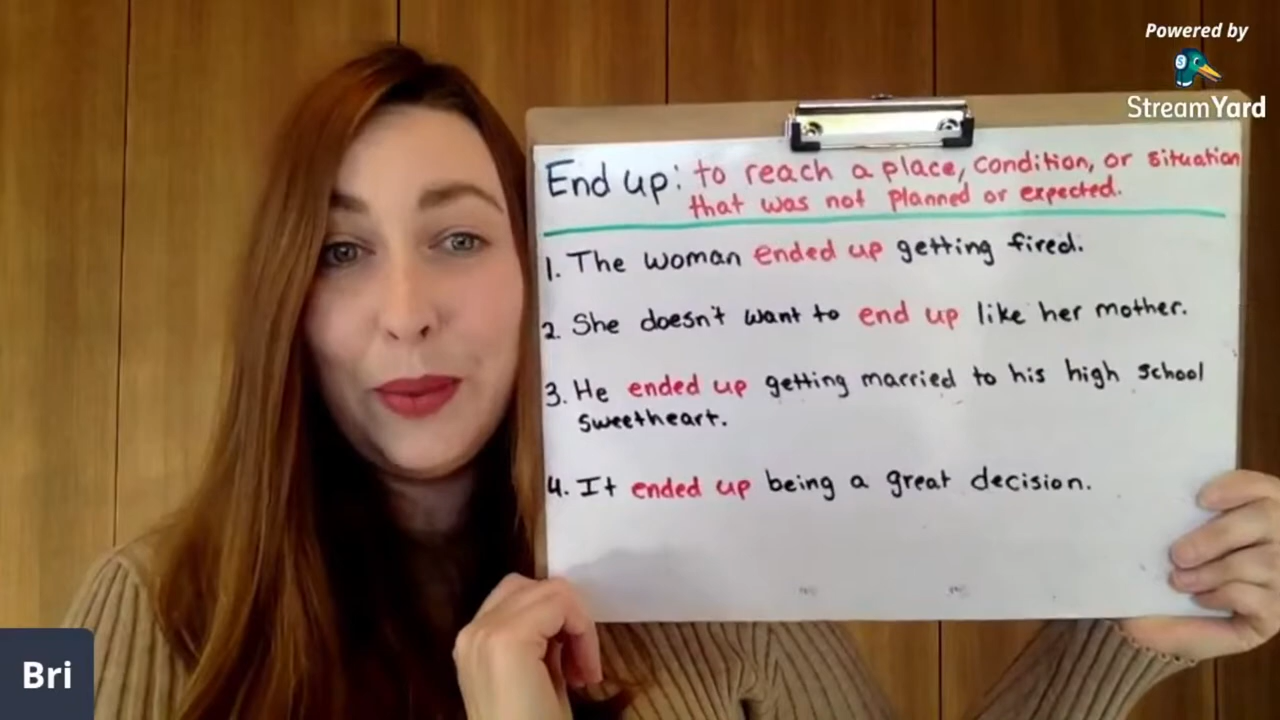 Powered by
StreamYard
End up: to reach a place, condition, or situation
that was not planned or expected.
1. The woman ended up getting fired.
2. She doesn't want to end up like her mother.
3. He ended up getting married to his high school
sweetheart.
4. It ended up being a great decision.
Bri